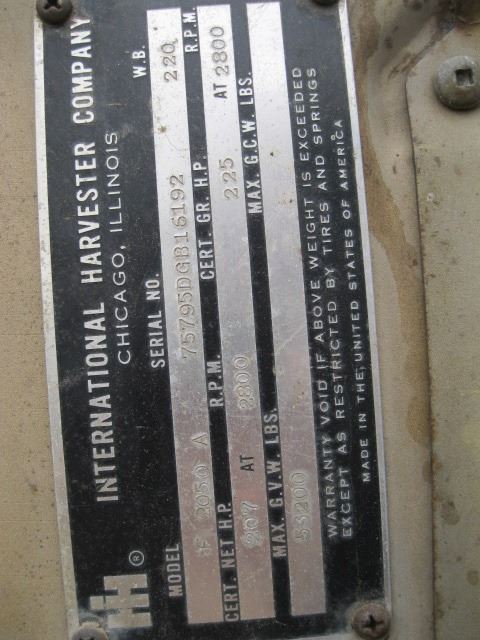 IH ® INTERNATIONAL HARVESTER COMPANY
CHICAGO, ILLINOIS
MODEL SERIAL NO. W.B.
F 2050 A 75795DGB16192 220
CERT. NET H.P. R.P.M. CERT. GR. H.P. R.P.M.
207 AT 2800 225 AT 2800
MAX. G.V.W. LBS. MAX. G.C.W. LBS.
53200
WARRANTY VOID IF ABOVE WEIGHT IS EXCEEDED
EXCEPT AS RESTRICTED BY TIRES AND SPRINGS
MADE IN THE UNITED STATES OF AMERICA